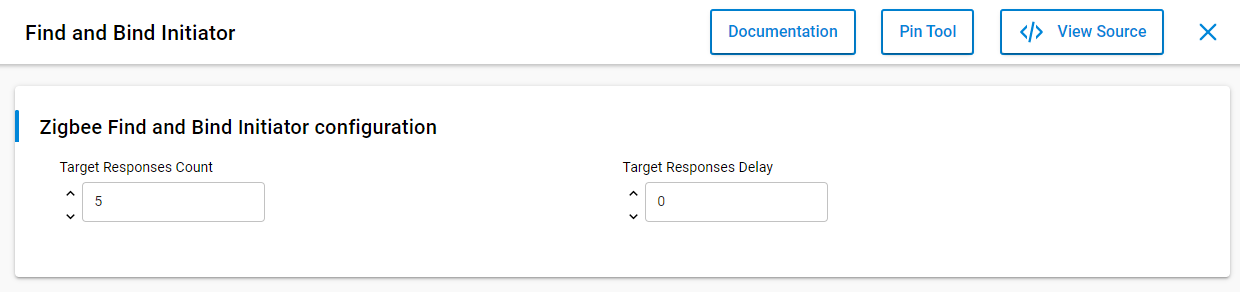 Find and Bind Initiator
Documentation
Pin Tool
</> View Source
Zigbee Find and Bind Initiator configuration
Target Responses Count
Target Responses Delay
5
0